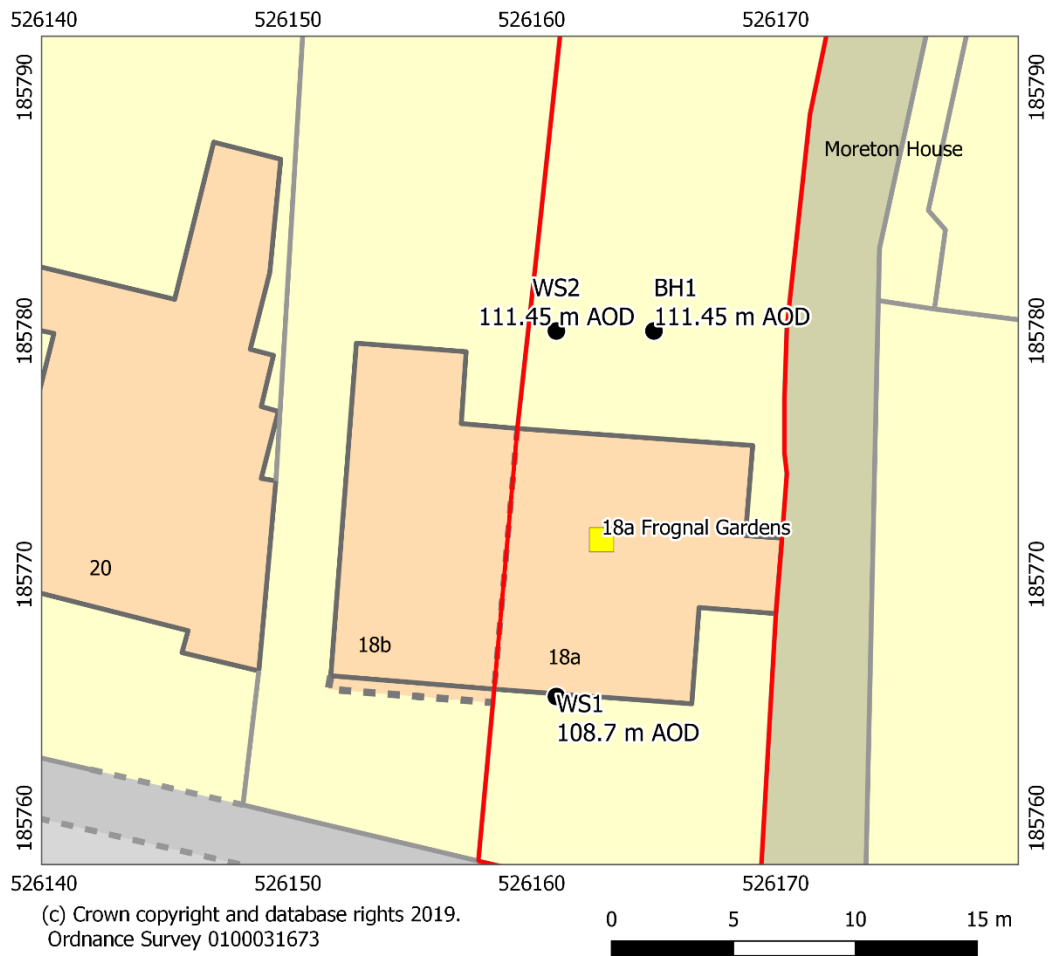 526140 526150 526160 526170
185790
185790
Moreton House
WS2
BH1
111.45 m AOD
111.45 m AOD
185780
185780
18a Frognal Gardens
185770
185770
20
18b
18a
WS1
108.7 m AOD
185760
185760
526140 526150 526160 526170
(c) Crown copyright and database rights 2019.
Ordnance Survey 0100031673
0 5 10 15 m